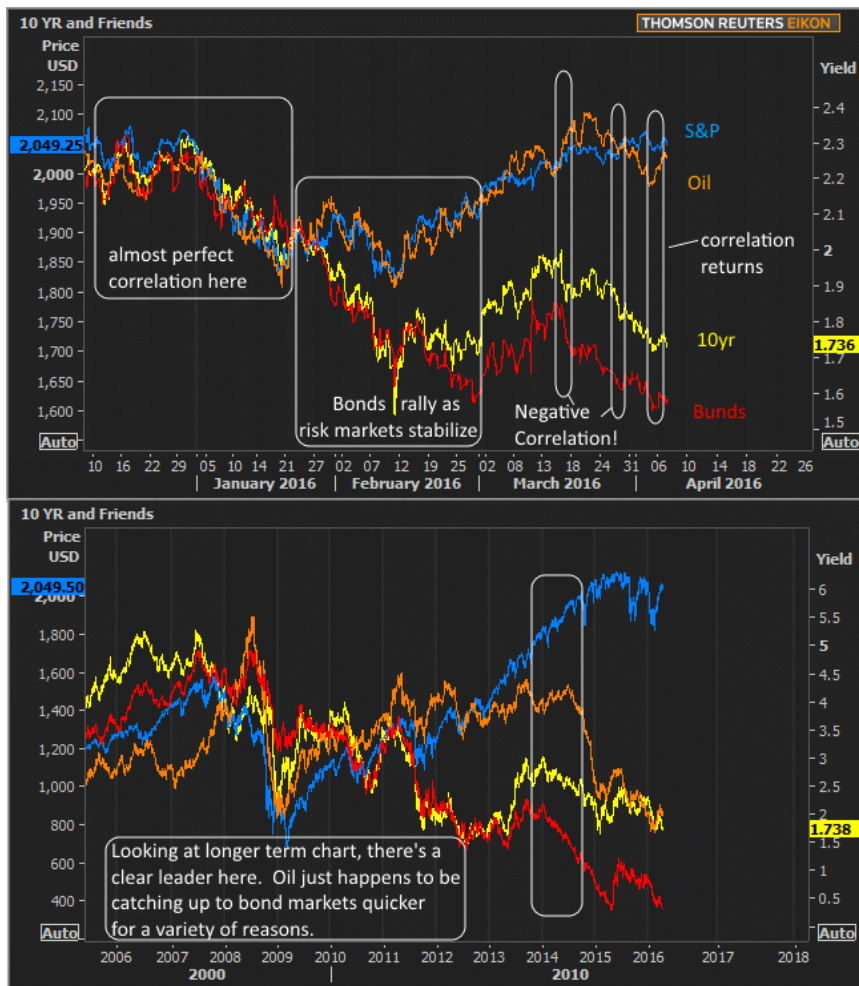 10 YR and Friends
THOMSON REUTERS EIKON
Price
USD
Yield
2,150
2,100
2,049.25
2,000
1,950
1,900
1,850
1,800
1,750
1,700
1,650
1,600
Auto
2.4
2.3
2.2
2.1
2
1.9
1.8
1.736
1.7
1.6
1.5
Auto
S&P
Oil
correlation
returns
10yr
Bunds
almost perfect
correlation here
Bonds rally as
risk markets stabilize
Negative
Correlation!
10 16 22 29 05 10 14 21 27 02 07 12 19 25 02 08 13 18 24 31 06 10 14 18 22 26
January 2016 February 2016 March 2016 April 2016
10 YR and Friends
Price
USD
Yield
2,049.50
2,000
1,800
1,600
1,400
1,200
1,000
800
600
400
Auto
6
5.5
5
4.5
4
3.5
3
2.5
2
1.738
1
0.5
Auto
Looking at longer term chart, there's a
clear leader here. Oil just happens to be
catching up to bond markets quicker
for a variety of reasons.
2006 2007 2008 2009 2010 2011 2012 2013 2014 2015 2016 2017 2018
2000 2010